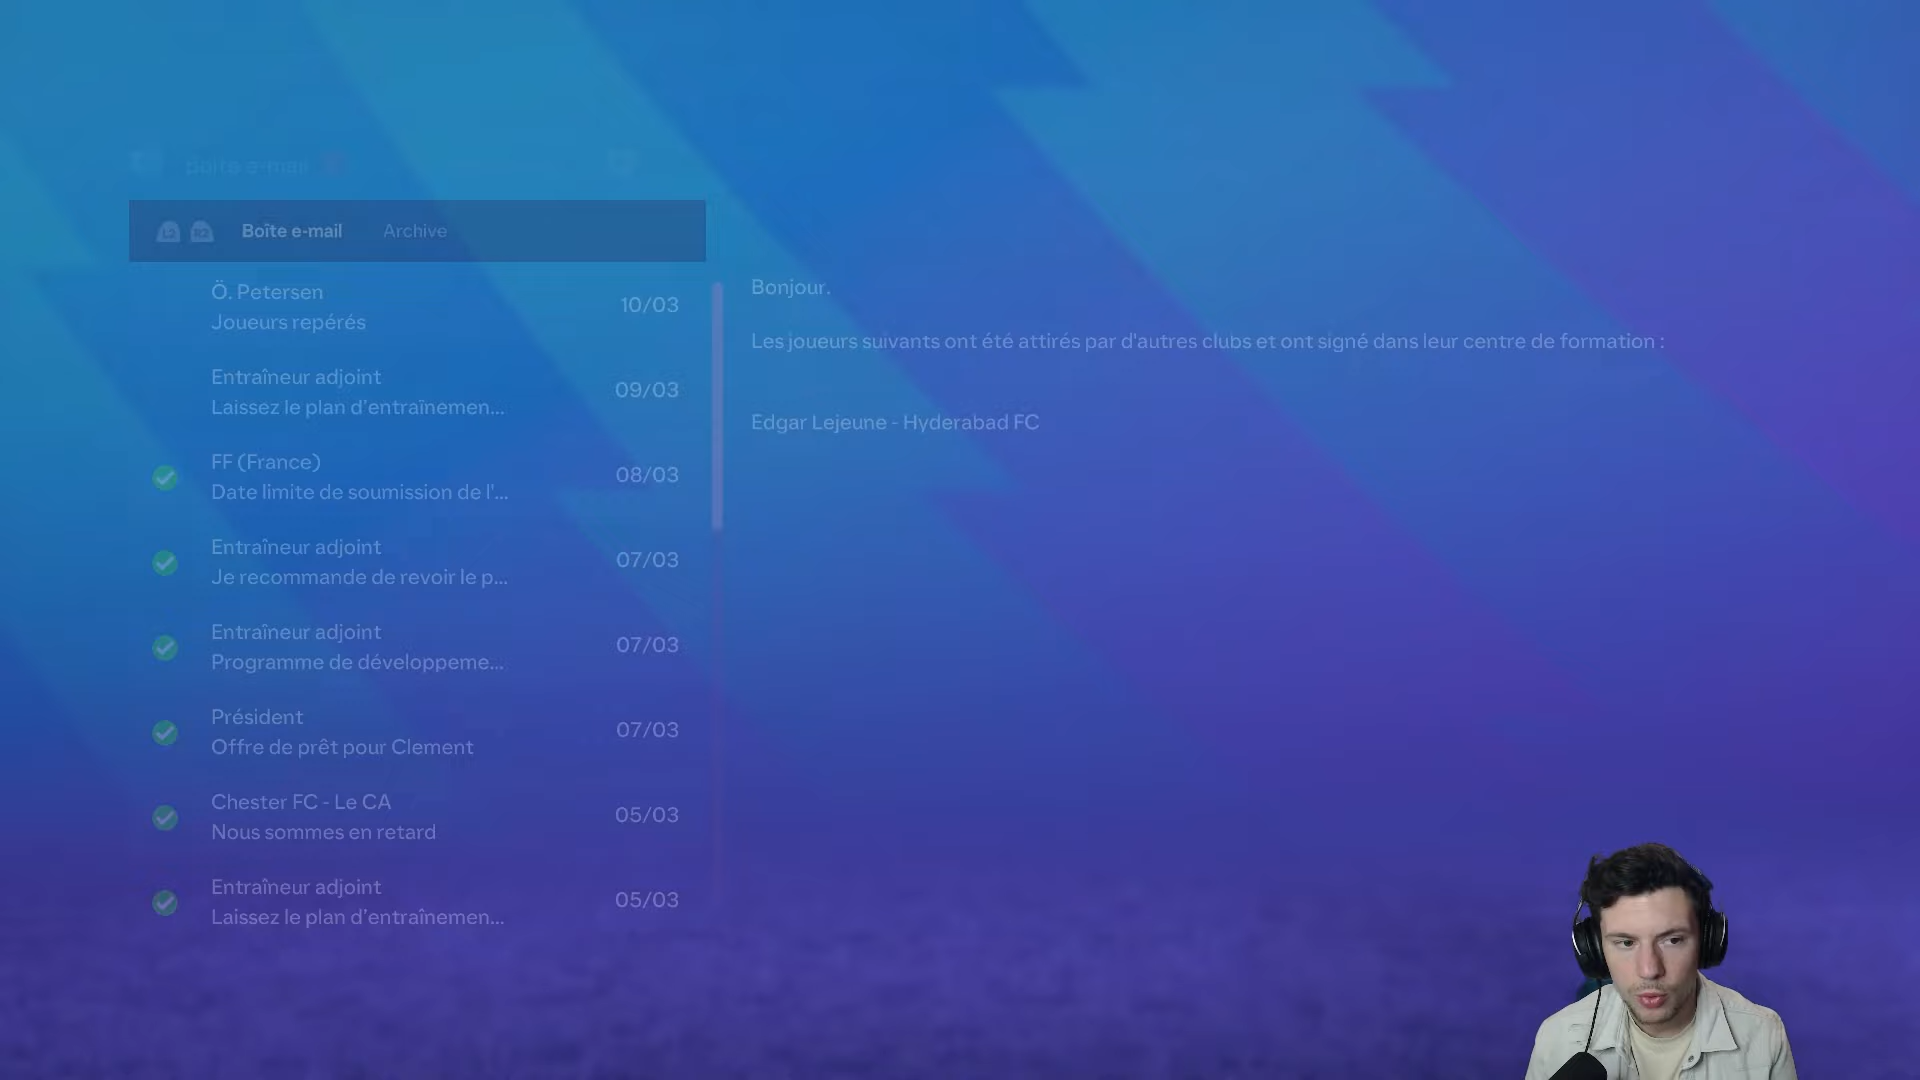 boîte e-mail
L2 R2 Boîte e-mail Archive
Ö. Petersen
Joueurs repérés
10/03
Entraîneur adjoint
Laissez le plan d'entraînemen...
09/03
FF (France)
Date limite de soumission de l'...
08/03
Entraîneur adjoint
Je recommande de revoir le p...
07/03
Entraîneur adjoint
Programme de développeme...
07/03
Président
Offre de prêt pour Clement
07/03
Chester FC - Le CA
Nous sommes en retard
05/03
Entraîneur adjoint
Laissez le plan d'entraînemen...
05/03
Bonjour.
Les joueurs suivants ont été attirés par d'autres clubs et ont signé dans leur centre de formation :
Edgar Lejeune - Hyderabad FC